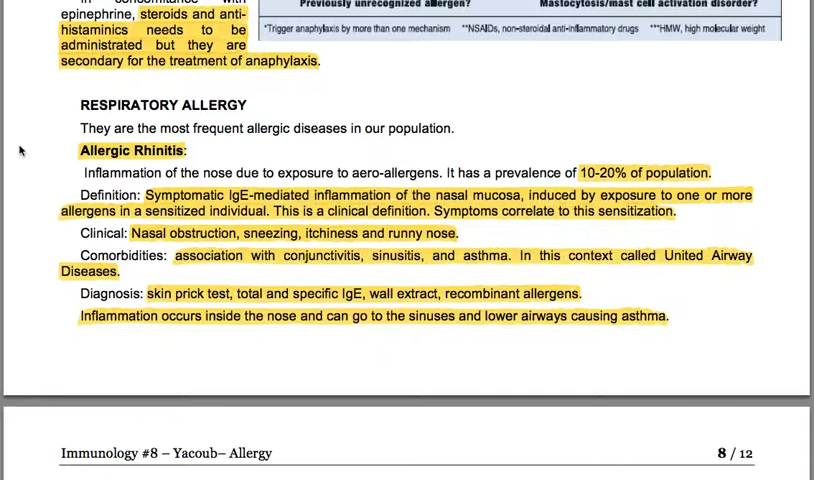 in concomitance with
epinephrine, steroids and anti-
histaminics needs to be
administrated but they are
secondary for the treatment of anaphylaxis.
Previously unrecognized allergen? Mastocytosis/mast cell activation disorder?
*Trigger anaphylaxis by more than one mechanism **NSAIDs, non-steroidal anti-inflammatory drugs ***HMW, high molecular weight
RESPIRATORY ALLERGY
They are the most frequent allergic diseases in our population.
Allergic Rhinitis:
Inflammation of the nose due to exposure to aero-allergens. It has a prevalence of 10-20% of population.
Definition: Symptomatic IgE-mediated inflammation of the nasal mucosa, induced by exposure to one or more
allergens in a sensitized individual. This is a clinical definition. Symptoms correlate to this sensitization.
Clinical: Nasal obstruction, sneezing, itchiness and runny nose.
Comorbidities: association with conjunctivitis, sinusitis, and asthma. In this context called United Airway
Diseases.
Diagnosis: skin prick test, total and specific IgE, wall extract, recombinant allergens.
Inflammation occurs inside the nose and can go to the sinuses and lower airways causing asthma.
Immunology #8 – Yacoub– Allergy 8 / 12